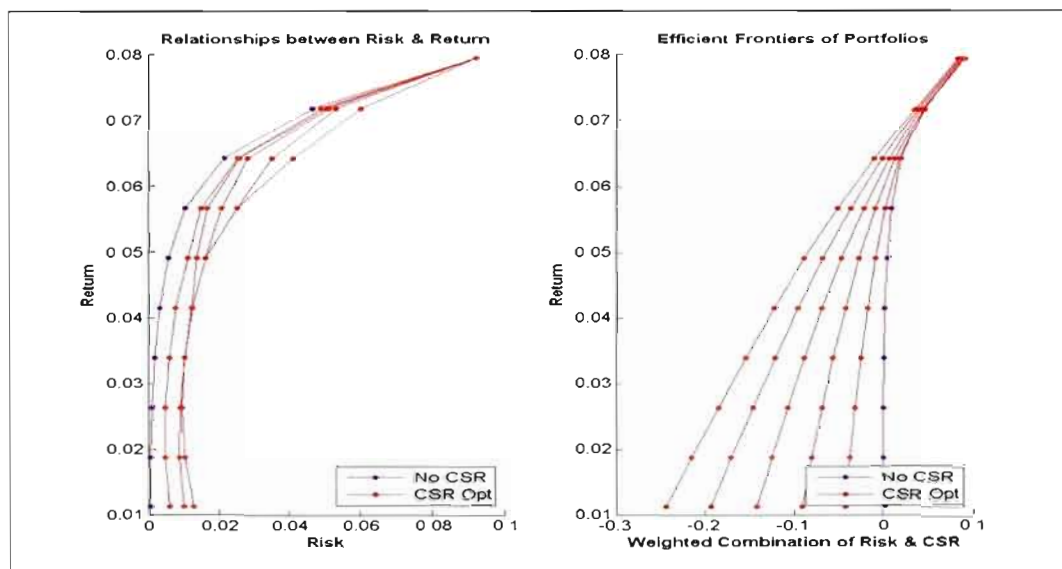 Relationships between Risk & Return
0.08
0.07
0.06
0.05
0.04
0.03
0.02
0.01
Return
0
0.02
0.04
0.06
0.08
0.1
Risk
No CSR
CSR Opt
Efficient Frontiers of Portfolios
0.08
0.07
0.06
0.05
0.04
0.03
0.02
0.01
Return
-0.3
-0.2
-0.1
0
0.1
Weighted Combination of Risk & CSR
No CSR
CSR Opt